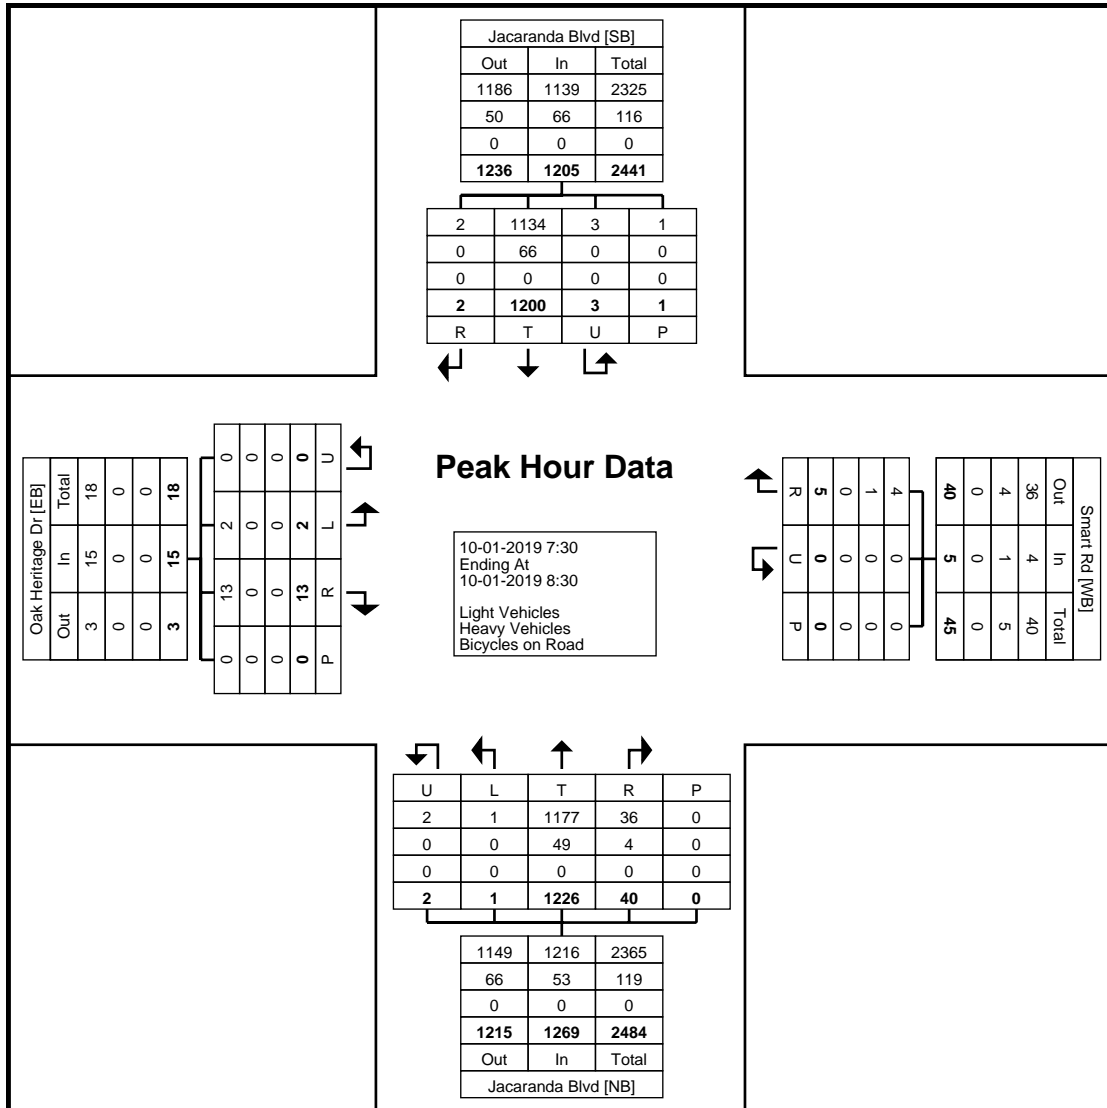 Jacaranda Blvd [SB]
Out In Total
1186 1139 2325
50 66 116
0 0 0
1236 1205 2441
2 1134 3 1
0 66 0 0
0 0 0 0
2 1200 3 1
R T U P
Oak Heritage Dr [EB]
Total In Out
18 15 3
0 0 0
0 0 0
18 15 3
0 2 13 0
0 0 0 0
0 0 0 0
0 2 13 0
U L R P
Peak Hour Data
10-01-2019 7:30
Ending At
10-01-2019 8:30
Light Vehicles
Heavy Vehicles
Bicycles on Road
Smart Rd [WB]
Out In Total
36 4 40
4 1 5
0 0 0
40 5 45
4 0 0
1 0 0
0 0 0
5 0 0
R U P
U L T R P
2 1 1177 36 0
0 0 49 4 0
0 0 0 0 0
2 1 1226 40 0
1149 1216 2365
66 53 119
0 0 0
1215 1269 2484
Out In Total
Jacaranda Blvd [NB]